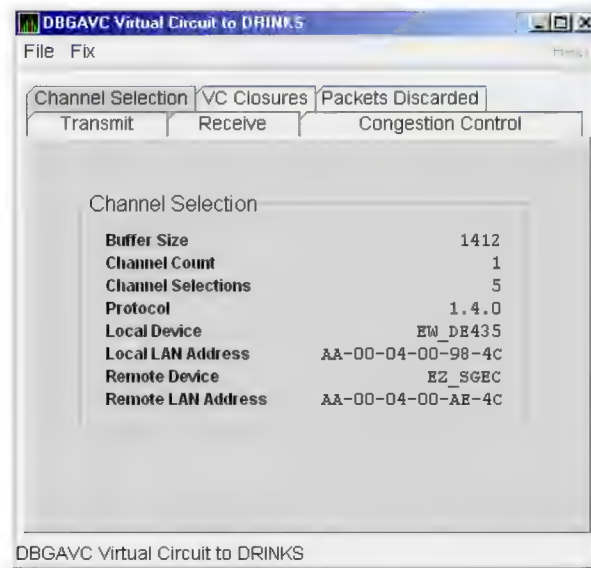 DBGAVC Virtual Circuit to DRINKS
File Fix
Channel Selection VC Closures Packets Discarded
Transmit Receive Congestion Control
Channel Selection
Buffer Size 1412
Channel Count 1
Channel Selections 5
Protocol 1.4.0
Local Device EW_DE435
Local LAN Address AA-00-04-00-98-4C
Remote Device EZ_SGEC
Remote LAN Address AA-00-04-00-AE-4C
DBGAVC Virtual Circuit to DRINKS